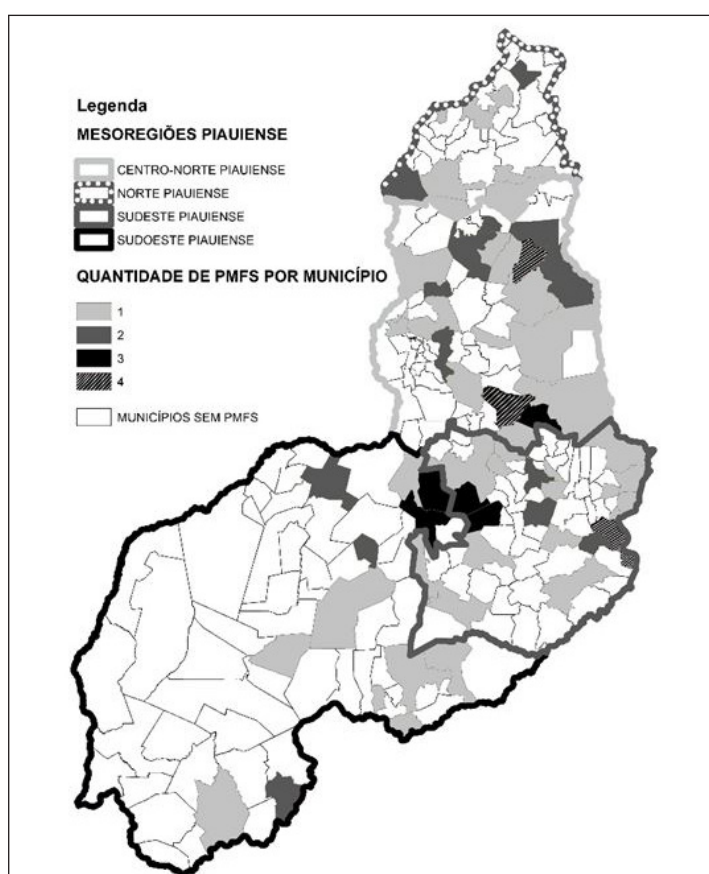 Legenda
MESOREGIÕES PIAUIENSE
CENTRO-NORTE PIAUIENSE
NORTE PIAUIENSE
SUDESTE PIAUIENSE
SUDOESTE PIAUIENSE
QUANTIDADE DE PMFS POR MUNICÍPIO
1
2
3
4
MUNICÍPIOS SEM PMFS